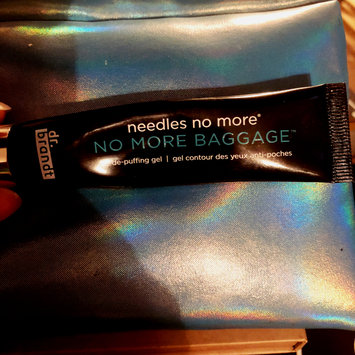 dr. brandt
needles no more®
NO MORE BAGGAGE™
de-puffing gel | gel contour des yeux anti-poches